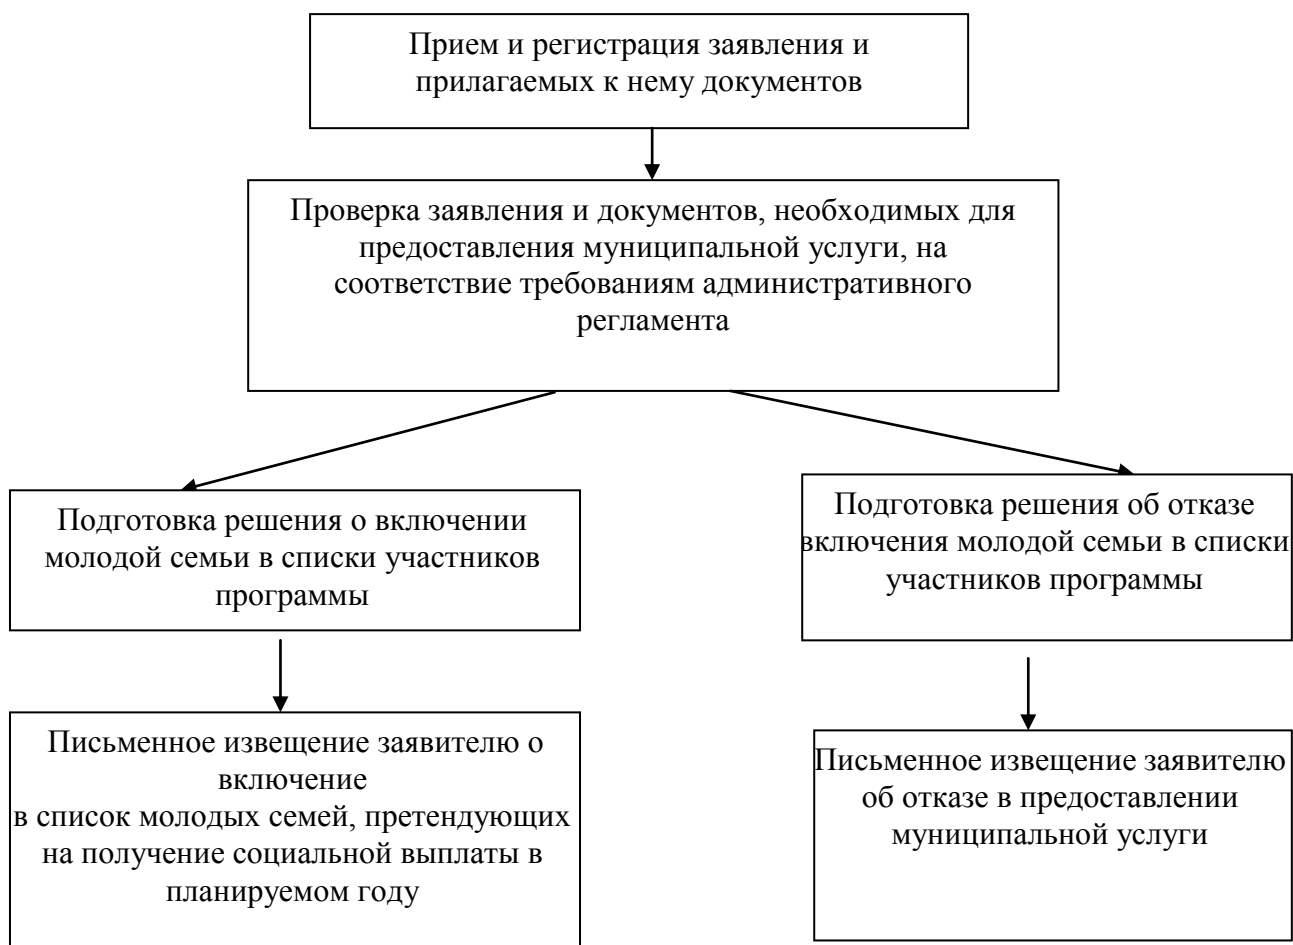 Прием и регистрация заявления и
прилагаемых к нему документов
Проверка заявления и документов, необходимых для
предоставления муниципальной услуги, на
соответствие требованиям административного
регламента
Подготовка решения о включении
молодой семьи в списки участников
программы
Подготовка решения об отказе
включения молодой семьи в списки
участников программы
Письменное извещение заявителю о
включение
в список молодых семей, претендующих
на получение социальной выплаты в
планируемом году
Письменное извещение заявителю
об отказе в предоставлении
муниципальной услуги